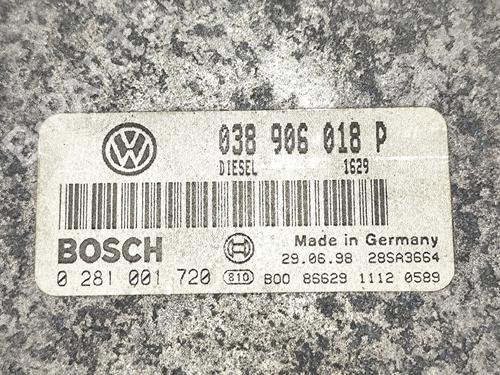 038 906 018 P
DIESEL 1629
BOSCH
Made in Germany
29.06.98 28SA3664
0 281 001 720 810 B00 86629 1112 0589